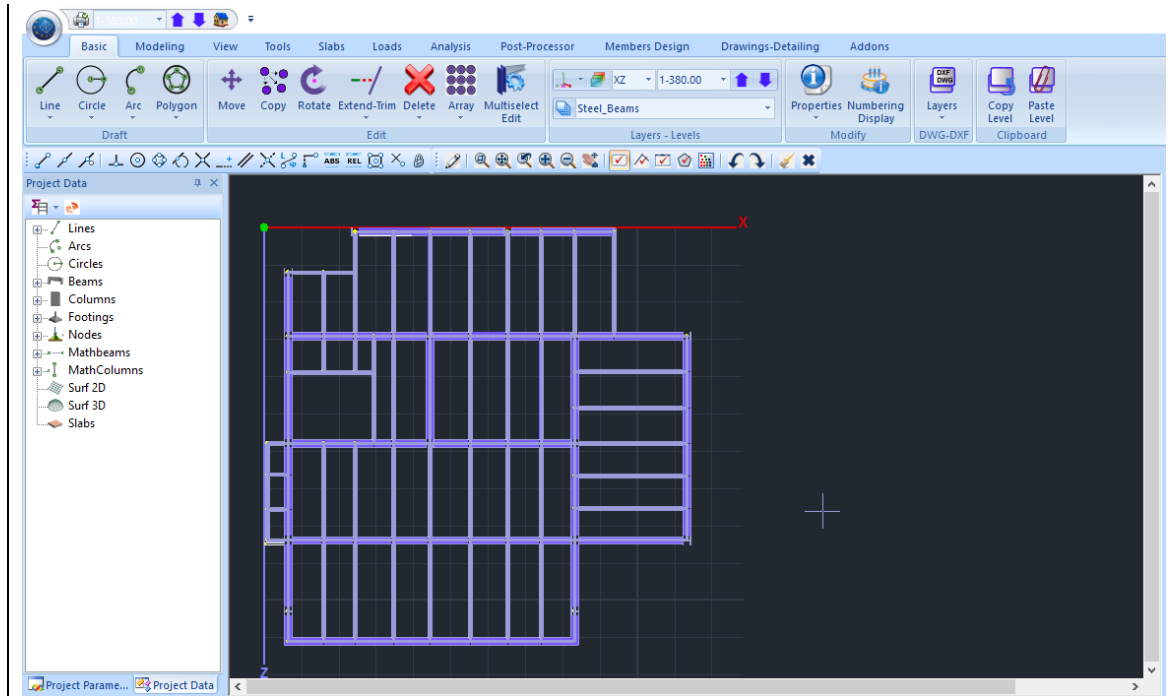 1-380.00
Basic Modeling View Tools Slabs Loads Analysis Post-Processor Members Design Drawings-Detailing Addons
Line Circle Arc Polygon Move Copy Rotate Extend-Trim Delete Array Multiselect Edit
XZ 1-380.00
Steel_Beams
Properties Numbering Display Layers Copy Level Paste Level
DXF
DWG
Draft Edit Layers - Levels Modify DWG-DXF Clipboard
ABS REL
Project Data
Lines
Arcs
Circles
Beams
Columns
Footings
Nodes
Mathbeams
MathColumns
Surf 2D
Surf 3D
Slabs
X
Z
Project Parame... Project Data